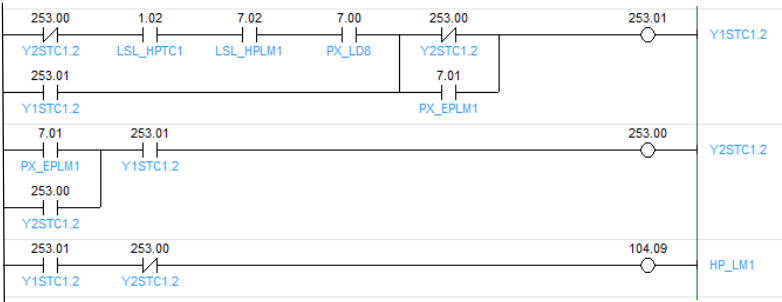 253.00 1.02 7.02 7.00 253.00 253.01
Y1STC1.2
Y2STC1.2 LSL_HPTC1 LSL_HPLM1 PX_LD8 Y2STC1.2
253.01 7.01
Y1STC1.2 PX_EPLM1
7.01 253.01 253.00
Y2STC1.2
PX_EPLM1 Y1STC1.2
253.00
Y2STC1.2
253.01 253.00 104.09
HP_LM1
Y1STC1.2 Y2STC1.2